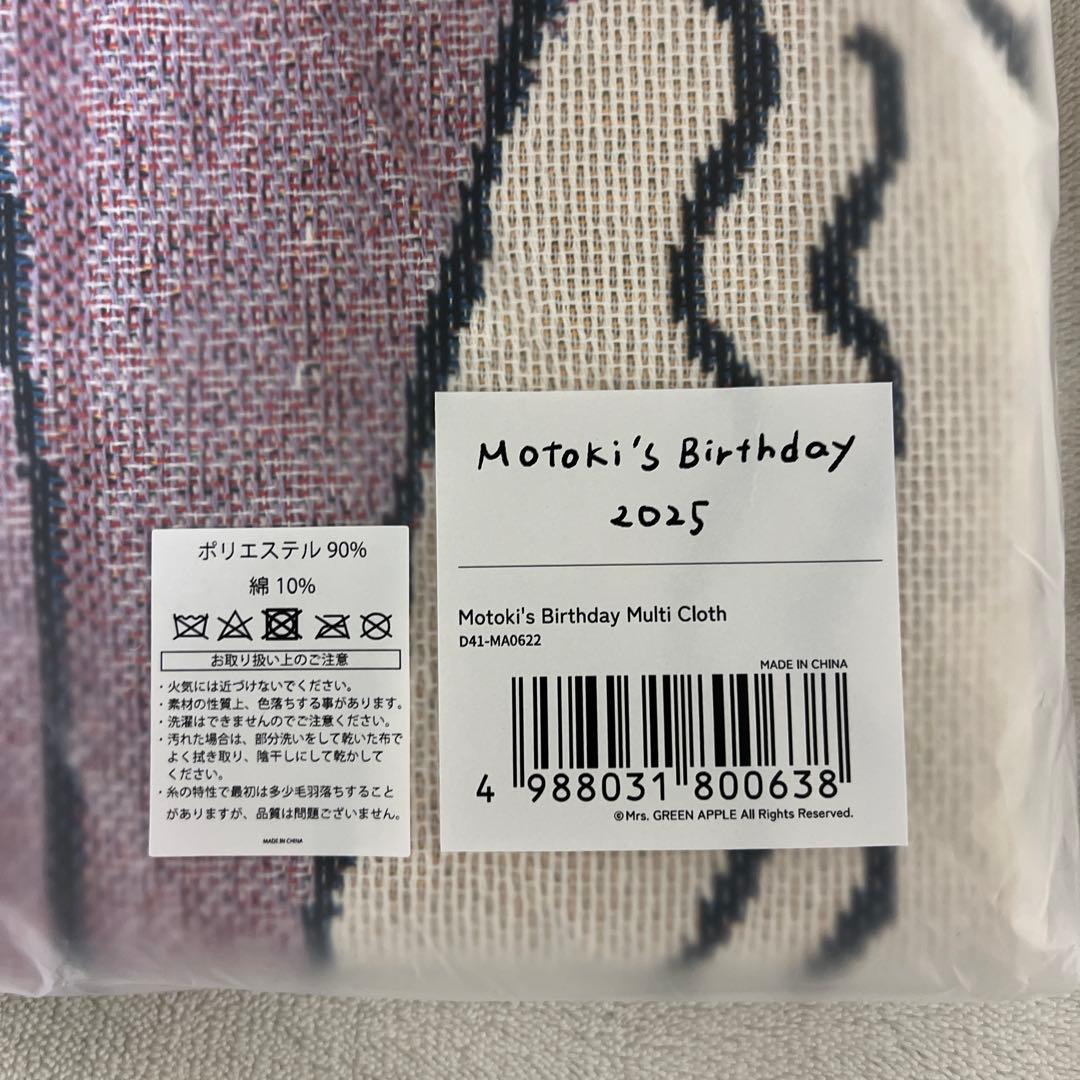 ポリエステル 90%
綿 10%
お取り扱い上のご注意
・火気には近づけないでください。
・素材の性質上、色落ちする事があります。
・洗濯はできませんのでご注意ください。
・汚れた場合は、部分洗いをして乾いた布で
よく拭き取り、陰干しにして乾かして
ください。
・糸の特性で最初は多少毛羽落ちすること
がありますが、品質は問題ございません。
MADE IN CHINA
Motoki's Birthday
2025
Motoki's Birthday Multi Cloth
D41-MA0622
MADE IN CHINA
4 988031 800638
©Mrs. GREEN APPLE All Rights Reserved.